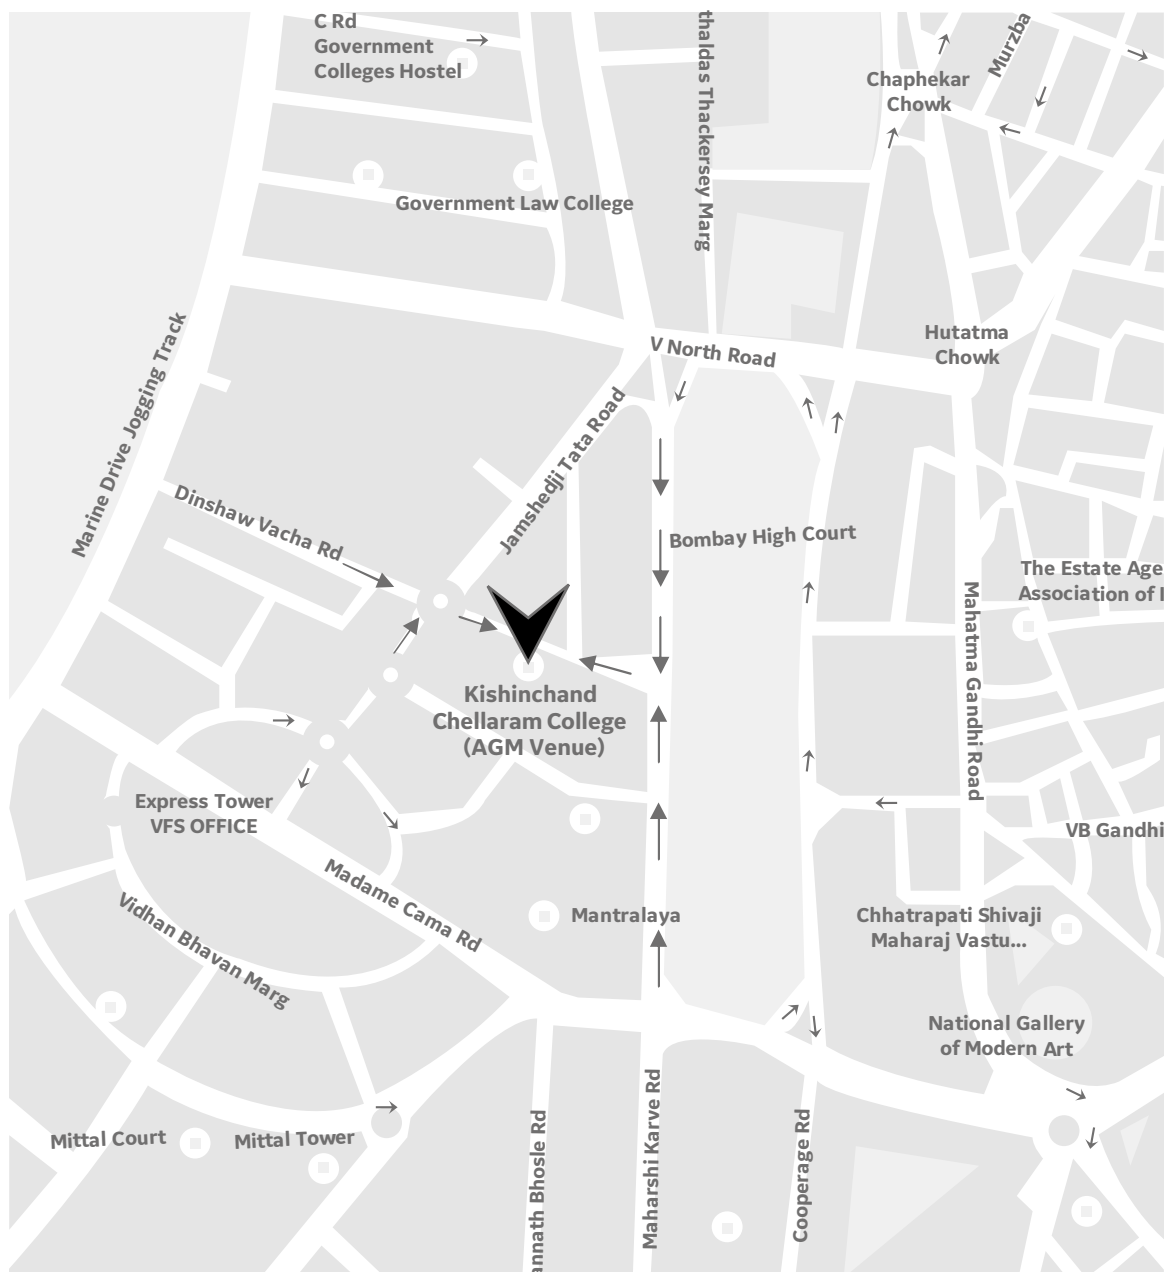 C Rd
Government
Colleges Hostel
thaldas Thackersey Marg
Murzba
Chaphekar
Chowk
Government Law College
Marine Drive Jogging Track
V North Road
Hutatma
Chowk
Jamshedji Tata Road
Dinshaw Vacha Rd
Bombay High Court
The Estate Age
Association of I
Mahatma Gandhi Road
Kishinchand
Chellaram College
(AGM Venue)
Express Tower
VFS OFFICE
VB Gandhi
Madame Cama Rd
Vidhan Bhavan Marg
Mantralaya
Chhatrapati Shivaji
Maharaj Vastu...
National Gallery
of Modern Art
Mittal Court
Mittal Tower
annath Bhosle Rd
Maharshi Karve Rd
Cooperage Rd